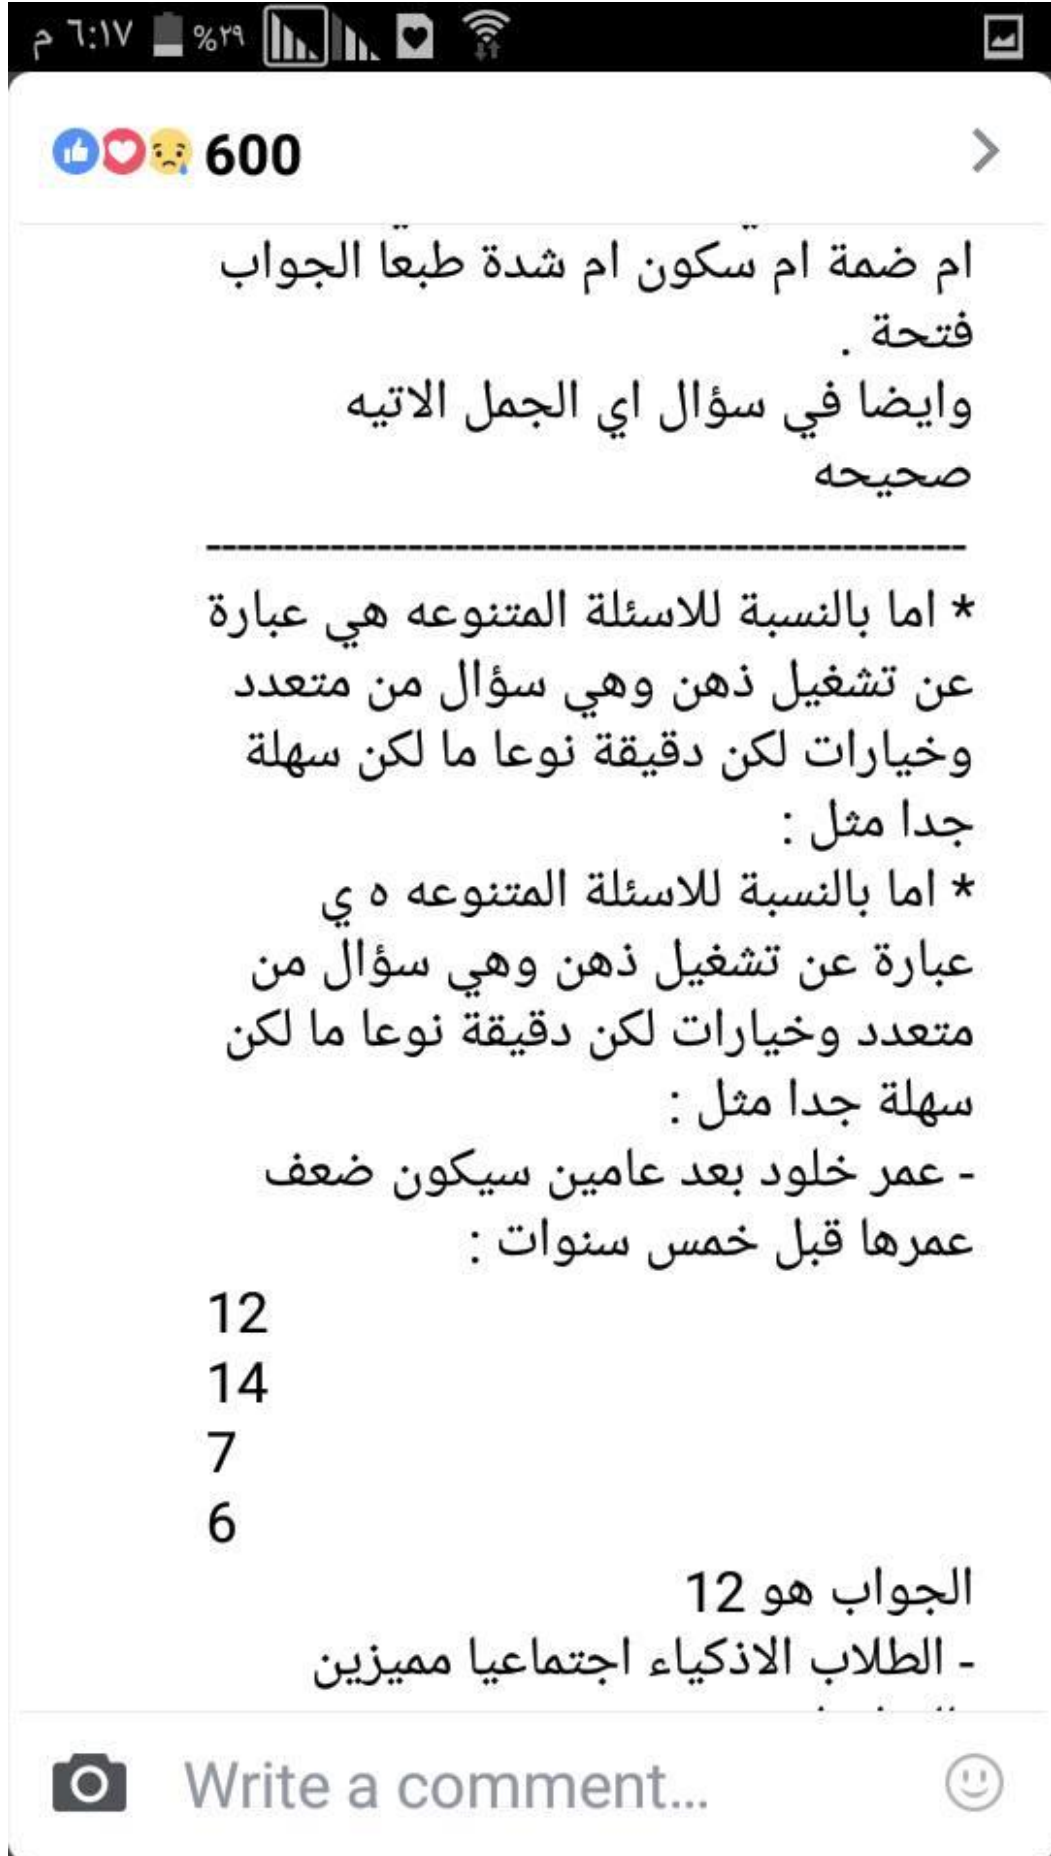 ٦:١٧ م
%٢٩
600
ام ضمة ام سكون ام شدة طبعا الجواب
فتحة .
وايضا في سؤال اي الجمل الاتيه
صحيحه
-------------------------------------------------
* اما بالنسبة للاسئلة المتنوعه هي عبارة
عن تشغيل ذهن وهي سؤال من متعدد
وخيارات لكن دقيقة نوعا ما لكن سهلة
جدا مثل :
* اما بالنسبة للاسئلة المتنوعه ه ي
عبارة عن تشغيل ذهن وهي سؤال من
متعدد وخيارات لكن دقيقة نوعا ما لكن
سهلة جدا مثل :
- عمر خلود بعد عامين سيكون ضعف
عمرها قبل خمس سنوات :
12
14
7
6
الجواب هو 12
- الطلاب الاذكياء اجتماعيا مميزين
Write a comment...